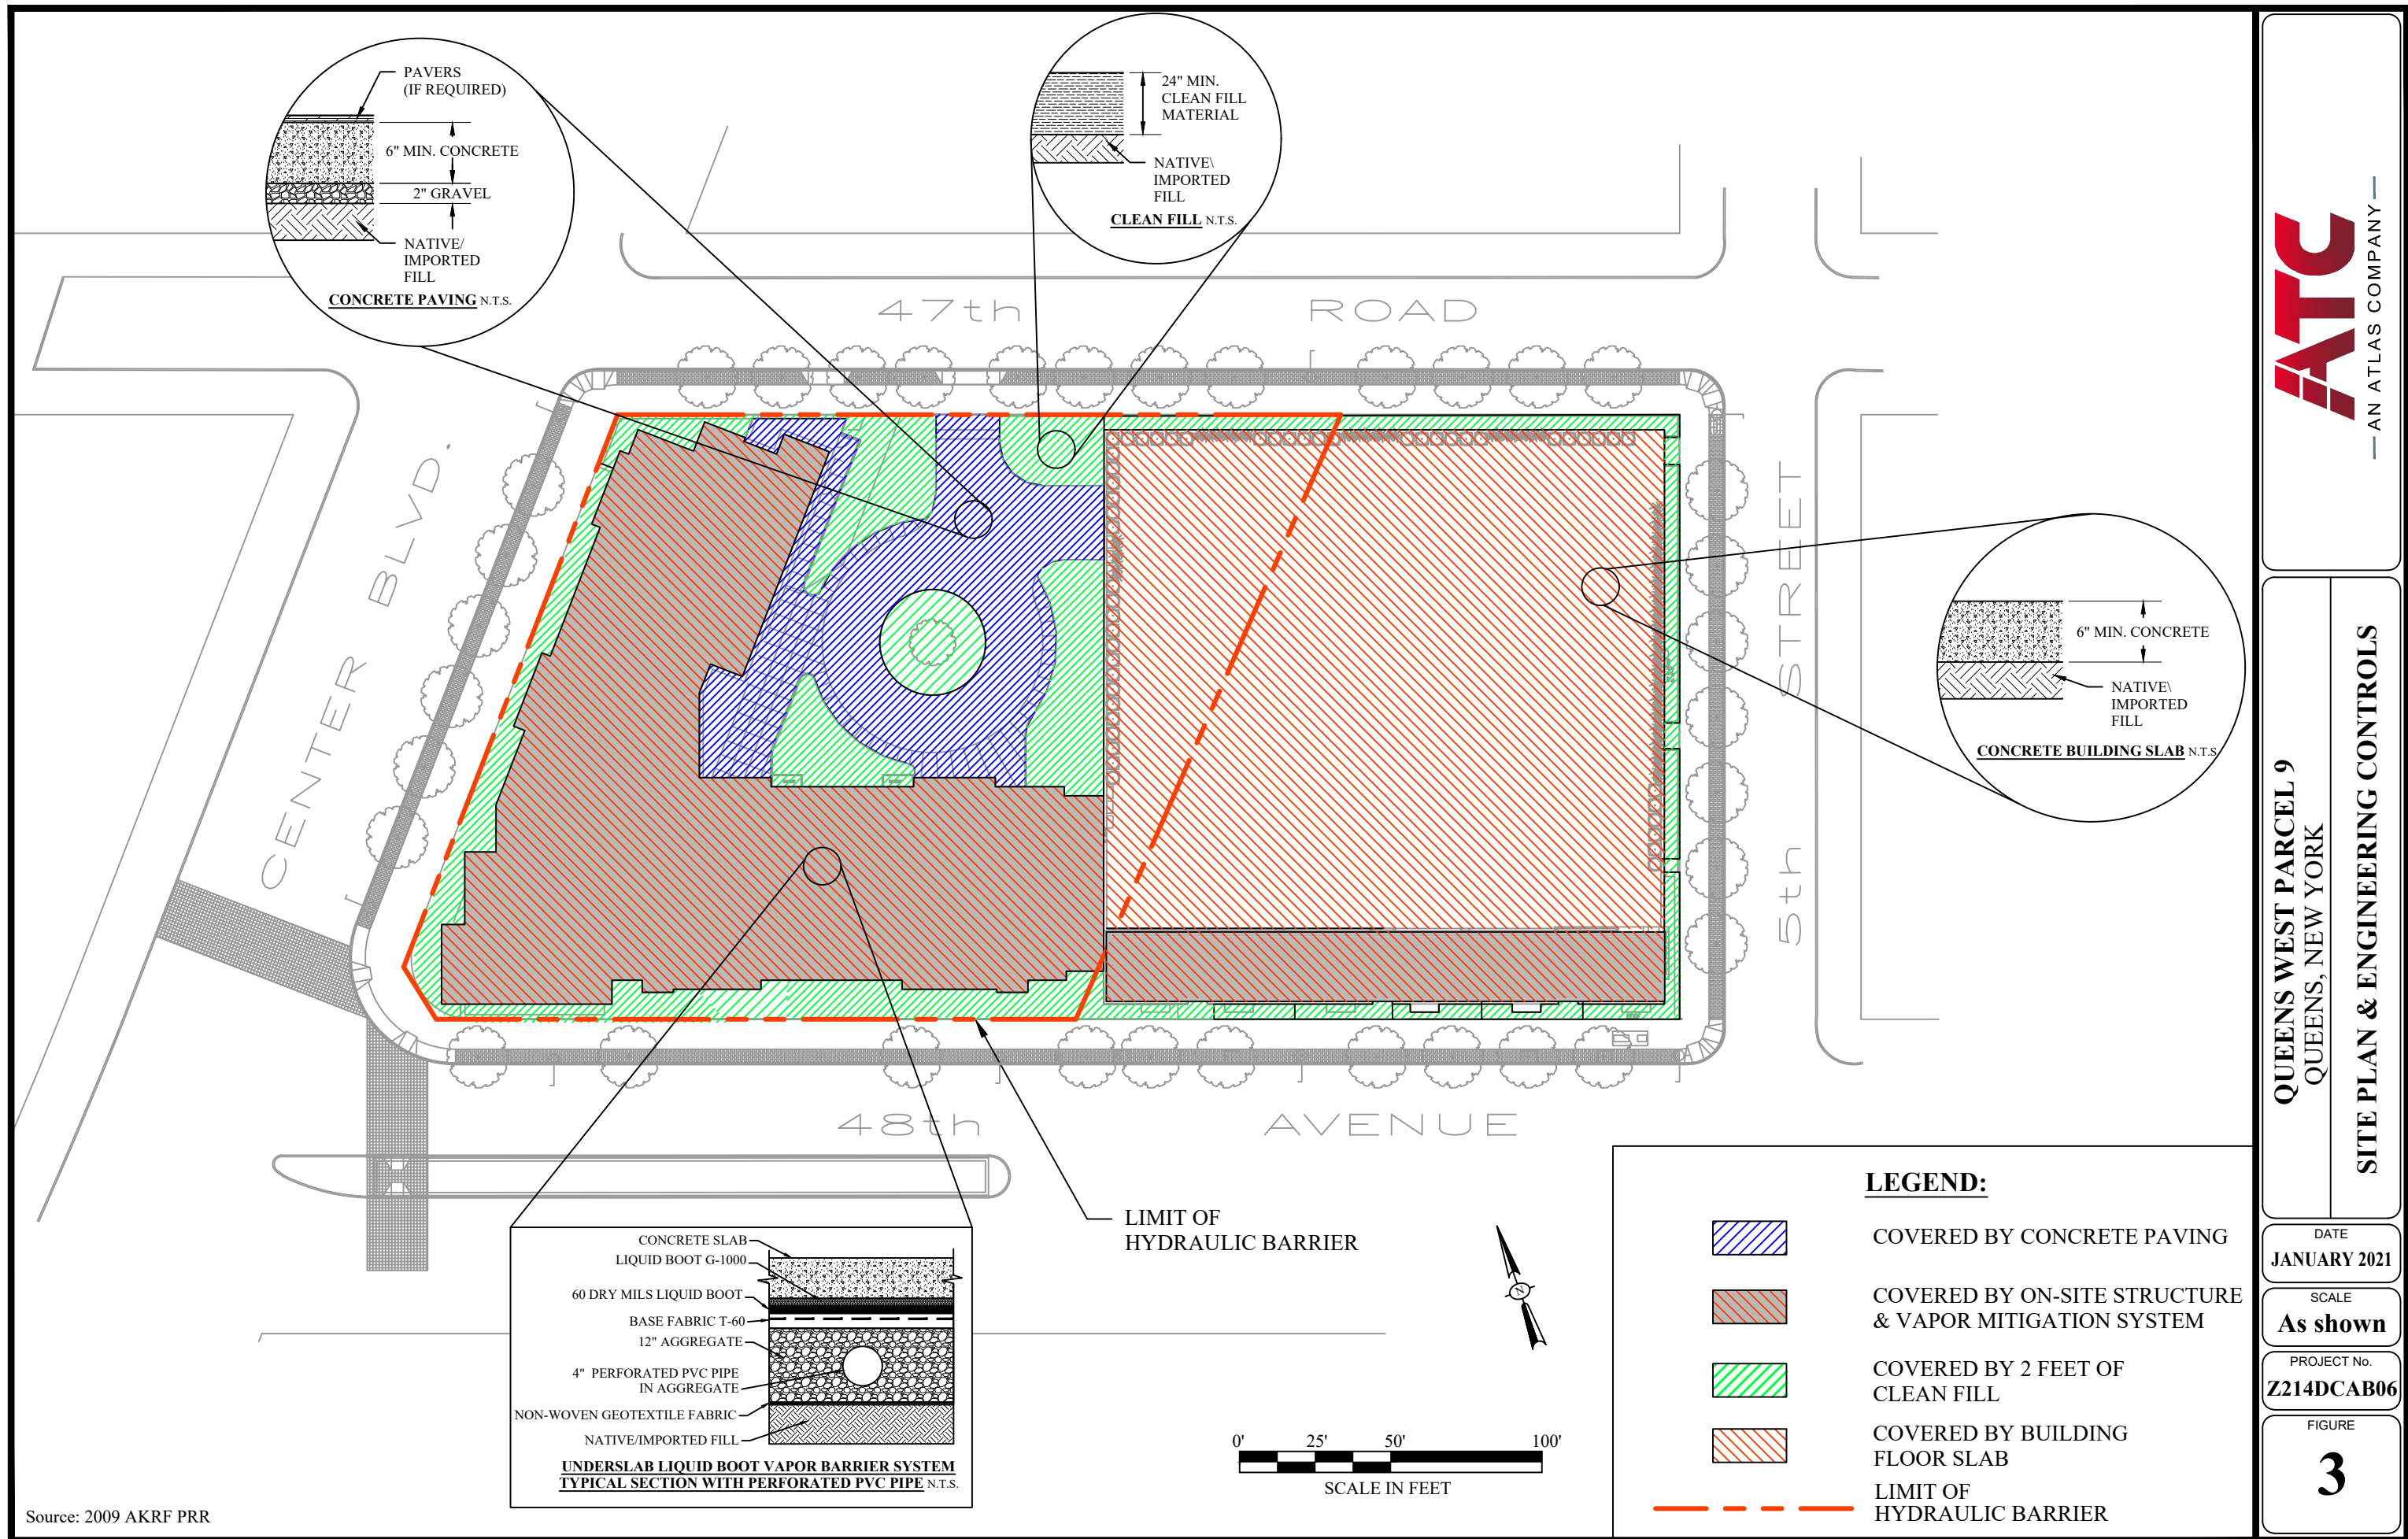 PAVERS
(IF REQUIRED)
6" MIN. CONCRETE
2" GRAVEL
NATIVE/
IMPORTED
FILL
CONCRETE PAVING N.T.S.
24" MIN.
CLEAN FILL
MATERIAL
NATIVE\
IMPORTED
FILL
CLEAN FILL N.T.S.
47th ROAD
CENTER BLVD.
5th STREET
48th AVENUE
6" MIN. CONCRETE
NATIVE\
IMPORTED
FILL
CONCRETE BUILDING SLAB N.T.S.
LIMIT OF
HYDRAULIC BARRIER
CONCRETE SLAB
LIQUID BOOT G-1000
60 DRY MILS LIQUID BOOT
BASE FABRIC T-60
12" AGGREGATE
4" PERFORATED PVC PIPE
IN AGGREGATE
NON-WOVEN GEOTEXTILE FABRIC
NATIVE/IMPORTED FILL
UNDERSLAB LIQUID BOOT VAPOR BARRIER SYSTEM
TYPICAL SECTION WITH PERFORATED PVC PIPE N.T.S.
N
0' 25' 50' 100'
SCALE IN FEET
LEGEND:
COVERED BY CONCRETE PAVING
COVERED BY ON-SITE STRUCTURE
& VAPOR MITIGATION SYSTEM
COVERED BY 2 FEET OF
CLEAN FILL
COVERED BY BUILDING
FLOOR SLAB
LIMIT OF
HYDRAULIC BARRIER
Source: 2009 AKRF PRR
ATC
AN ATLAS COMPANY
QUEENS WEST PARCEL 9
QUEENS, NEW YORK
SITE PLAN & ENGINEERING CONTROLS
DATE
JANUARY 2021
SCALE
As shown
PROJECT No.
Z214DCAB06
FIGURE
3